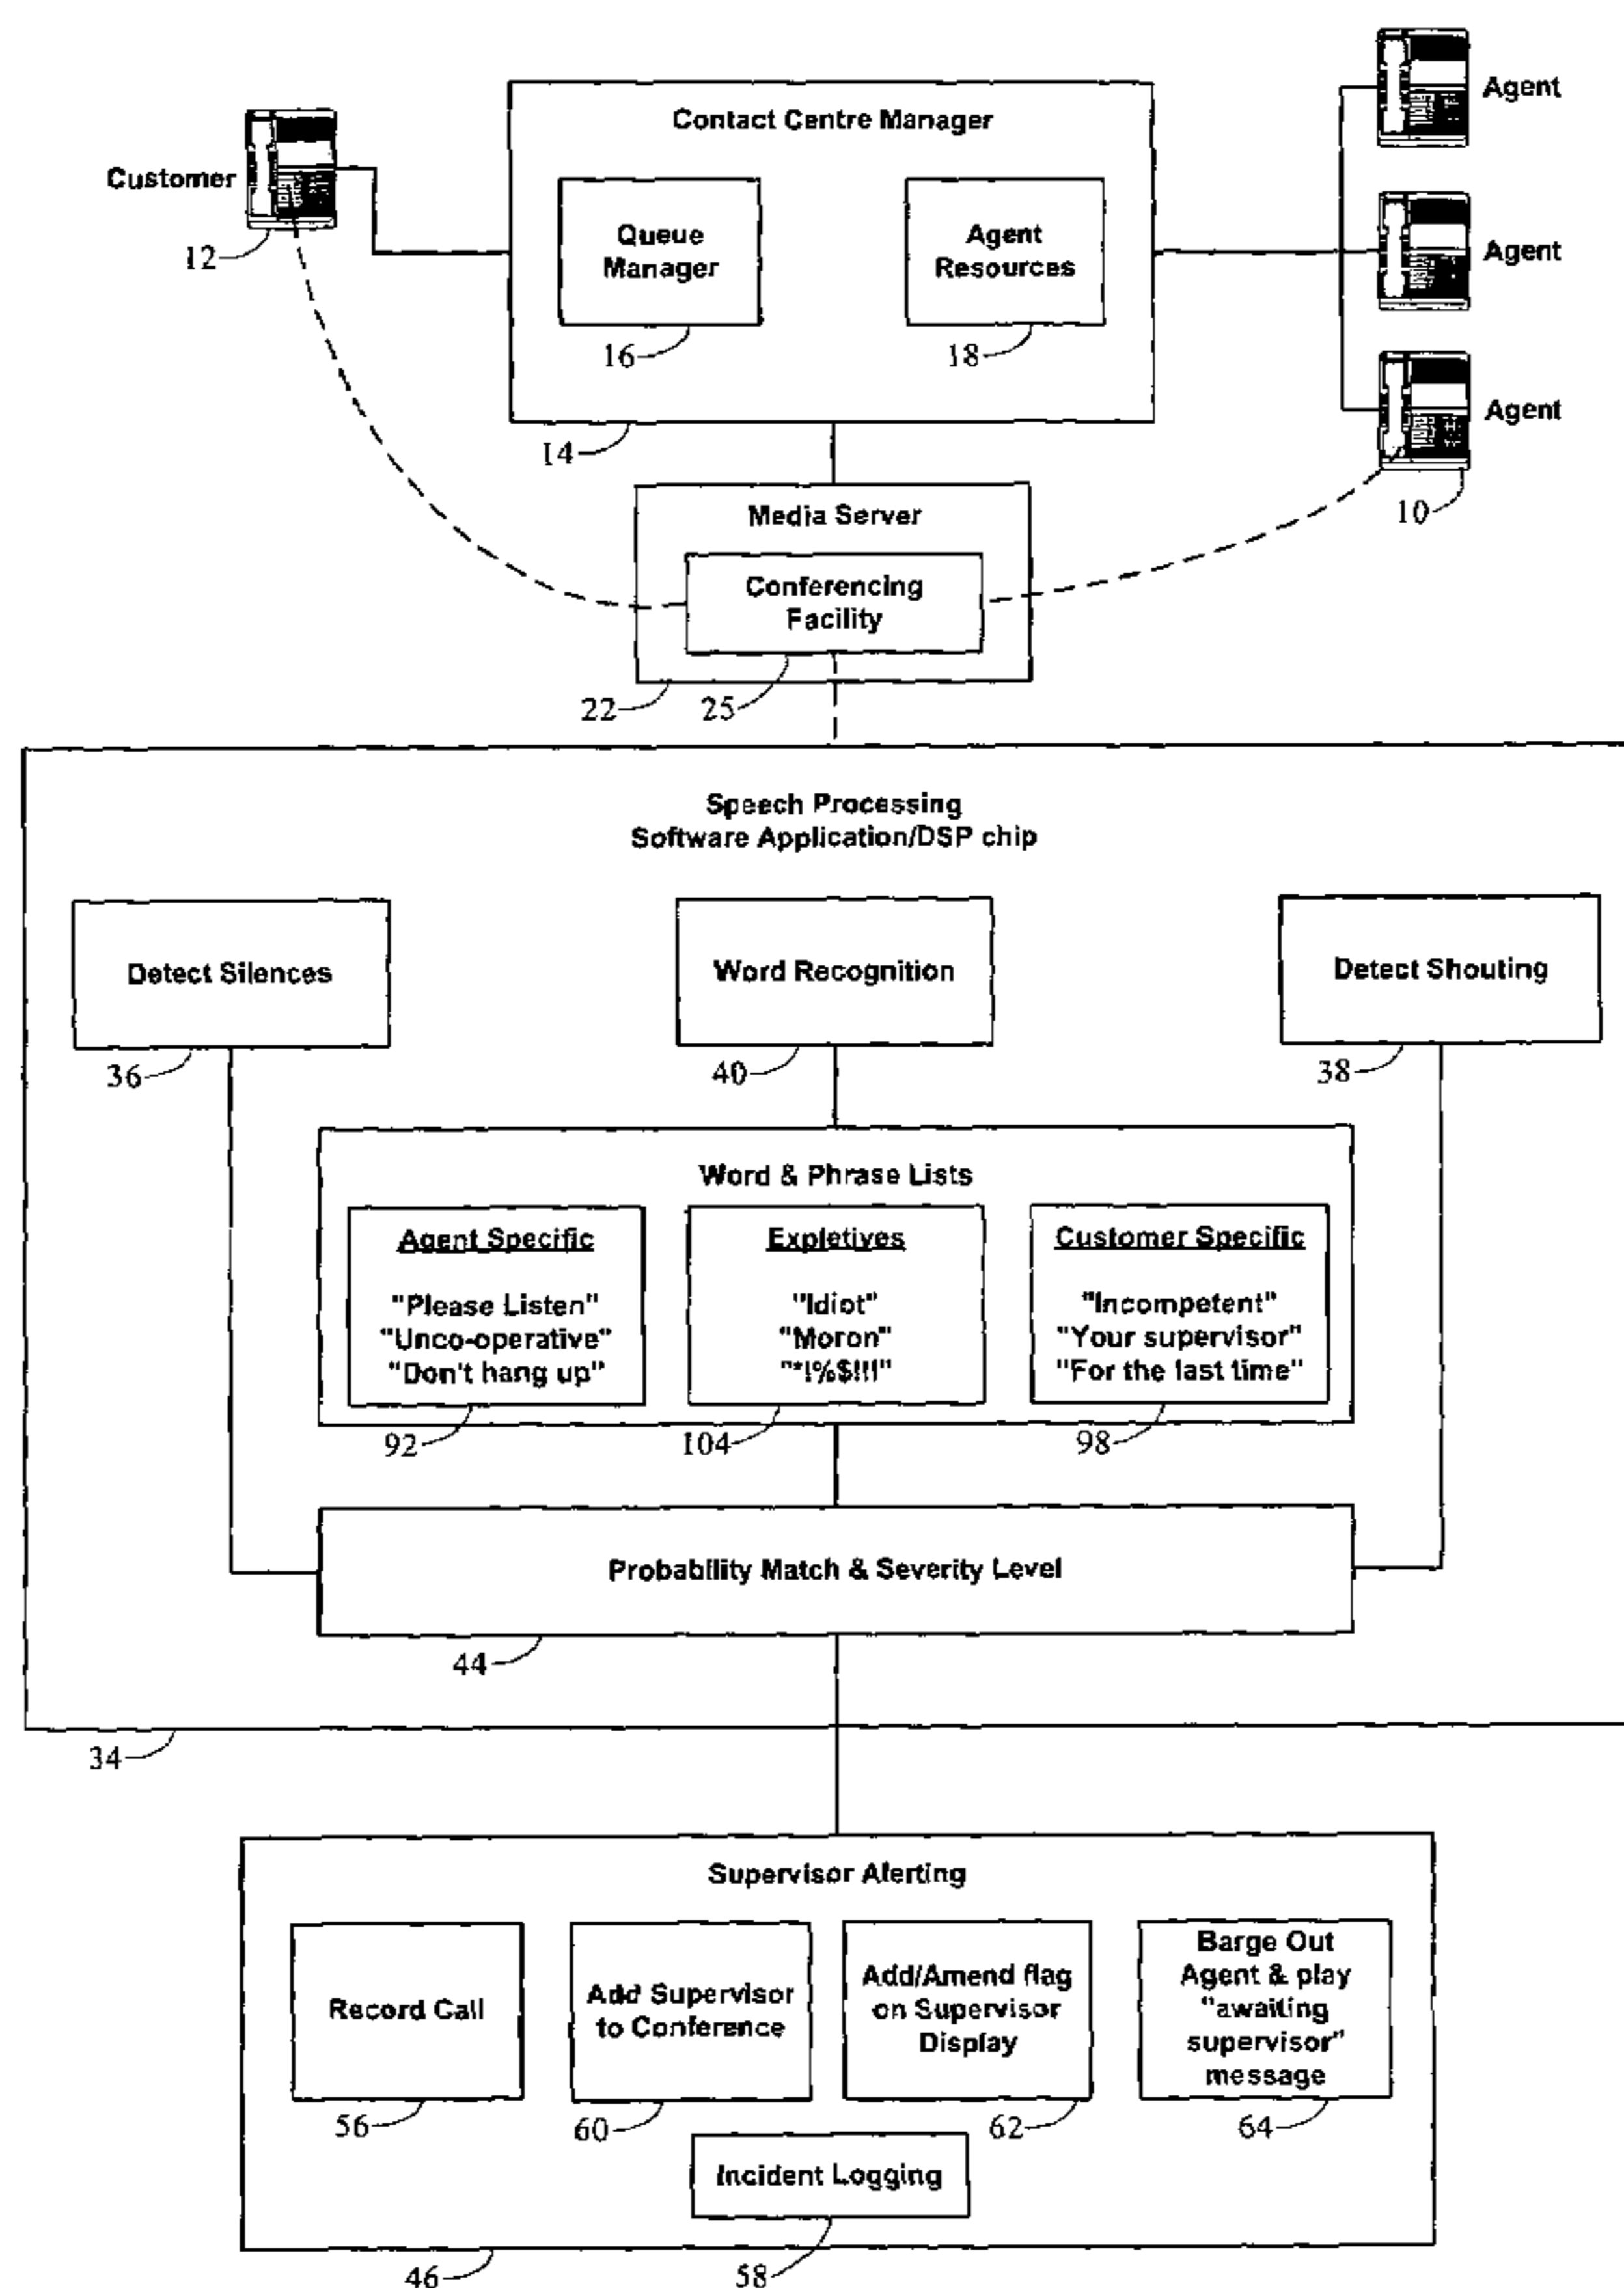 Contact Centre Manager
Customer
Queue
Manager
Agent
Resources
Agent
Agent
Agent
12
16
18
14
10
Media Server
Conferencing
Facility
22
25
Speech Processing
Software Application/DSP chip
Detect Silences
Word Recognition
Detect Shouting
36
40
38
Word & Phrase Lists
Agent Specific
"Please Listen"
"Unco-operative"
"Don't hang up"
Expletives
"Idiot"
"Moron"
"*!%$!!!"
Customer Specific
"Incompetent"
"Your supervisor"
"For the last time"
92
104
98
Probability Match & Severity Level
44
34
Supervisor Alerting
Record Call
Add Supervisor
to Conference
Add/Amend flag
on Supervisor
Display
Barge Out
Agent & play
"awaiting
supervisor"
message
56
60
62
64
Incident Logging
58
46